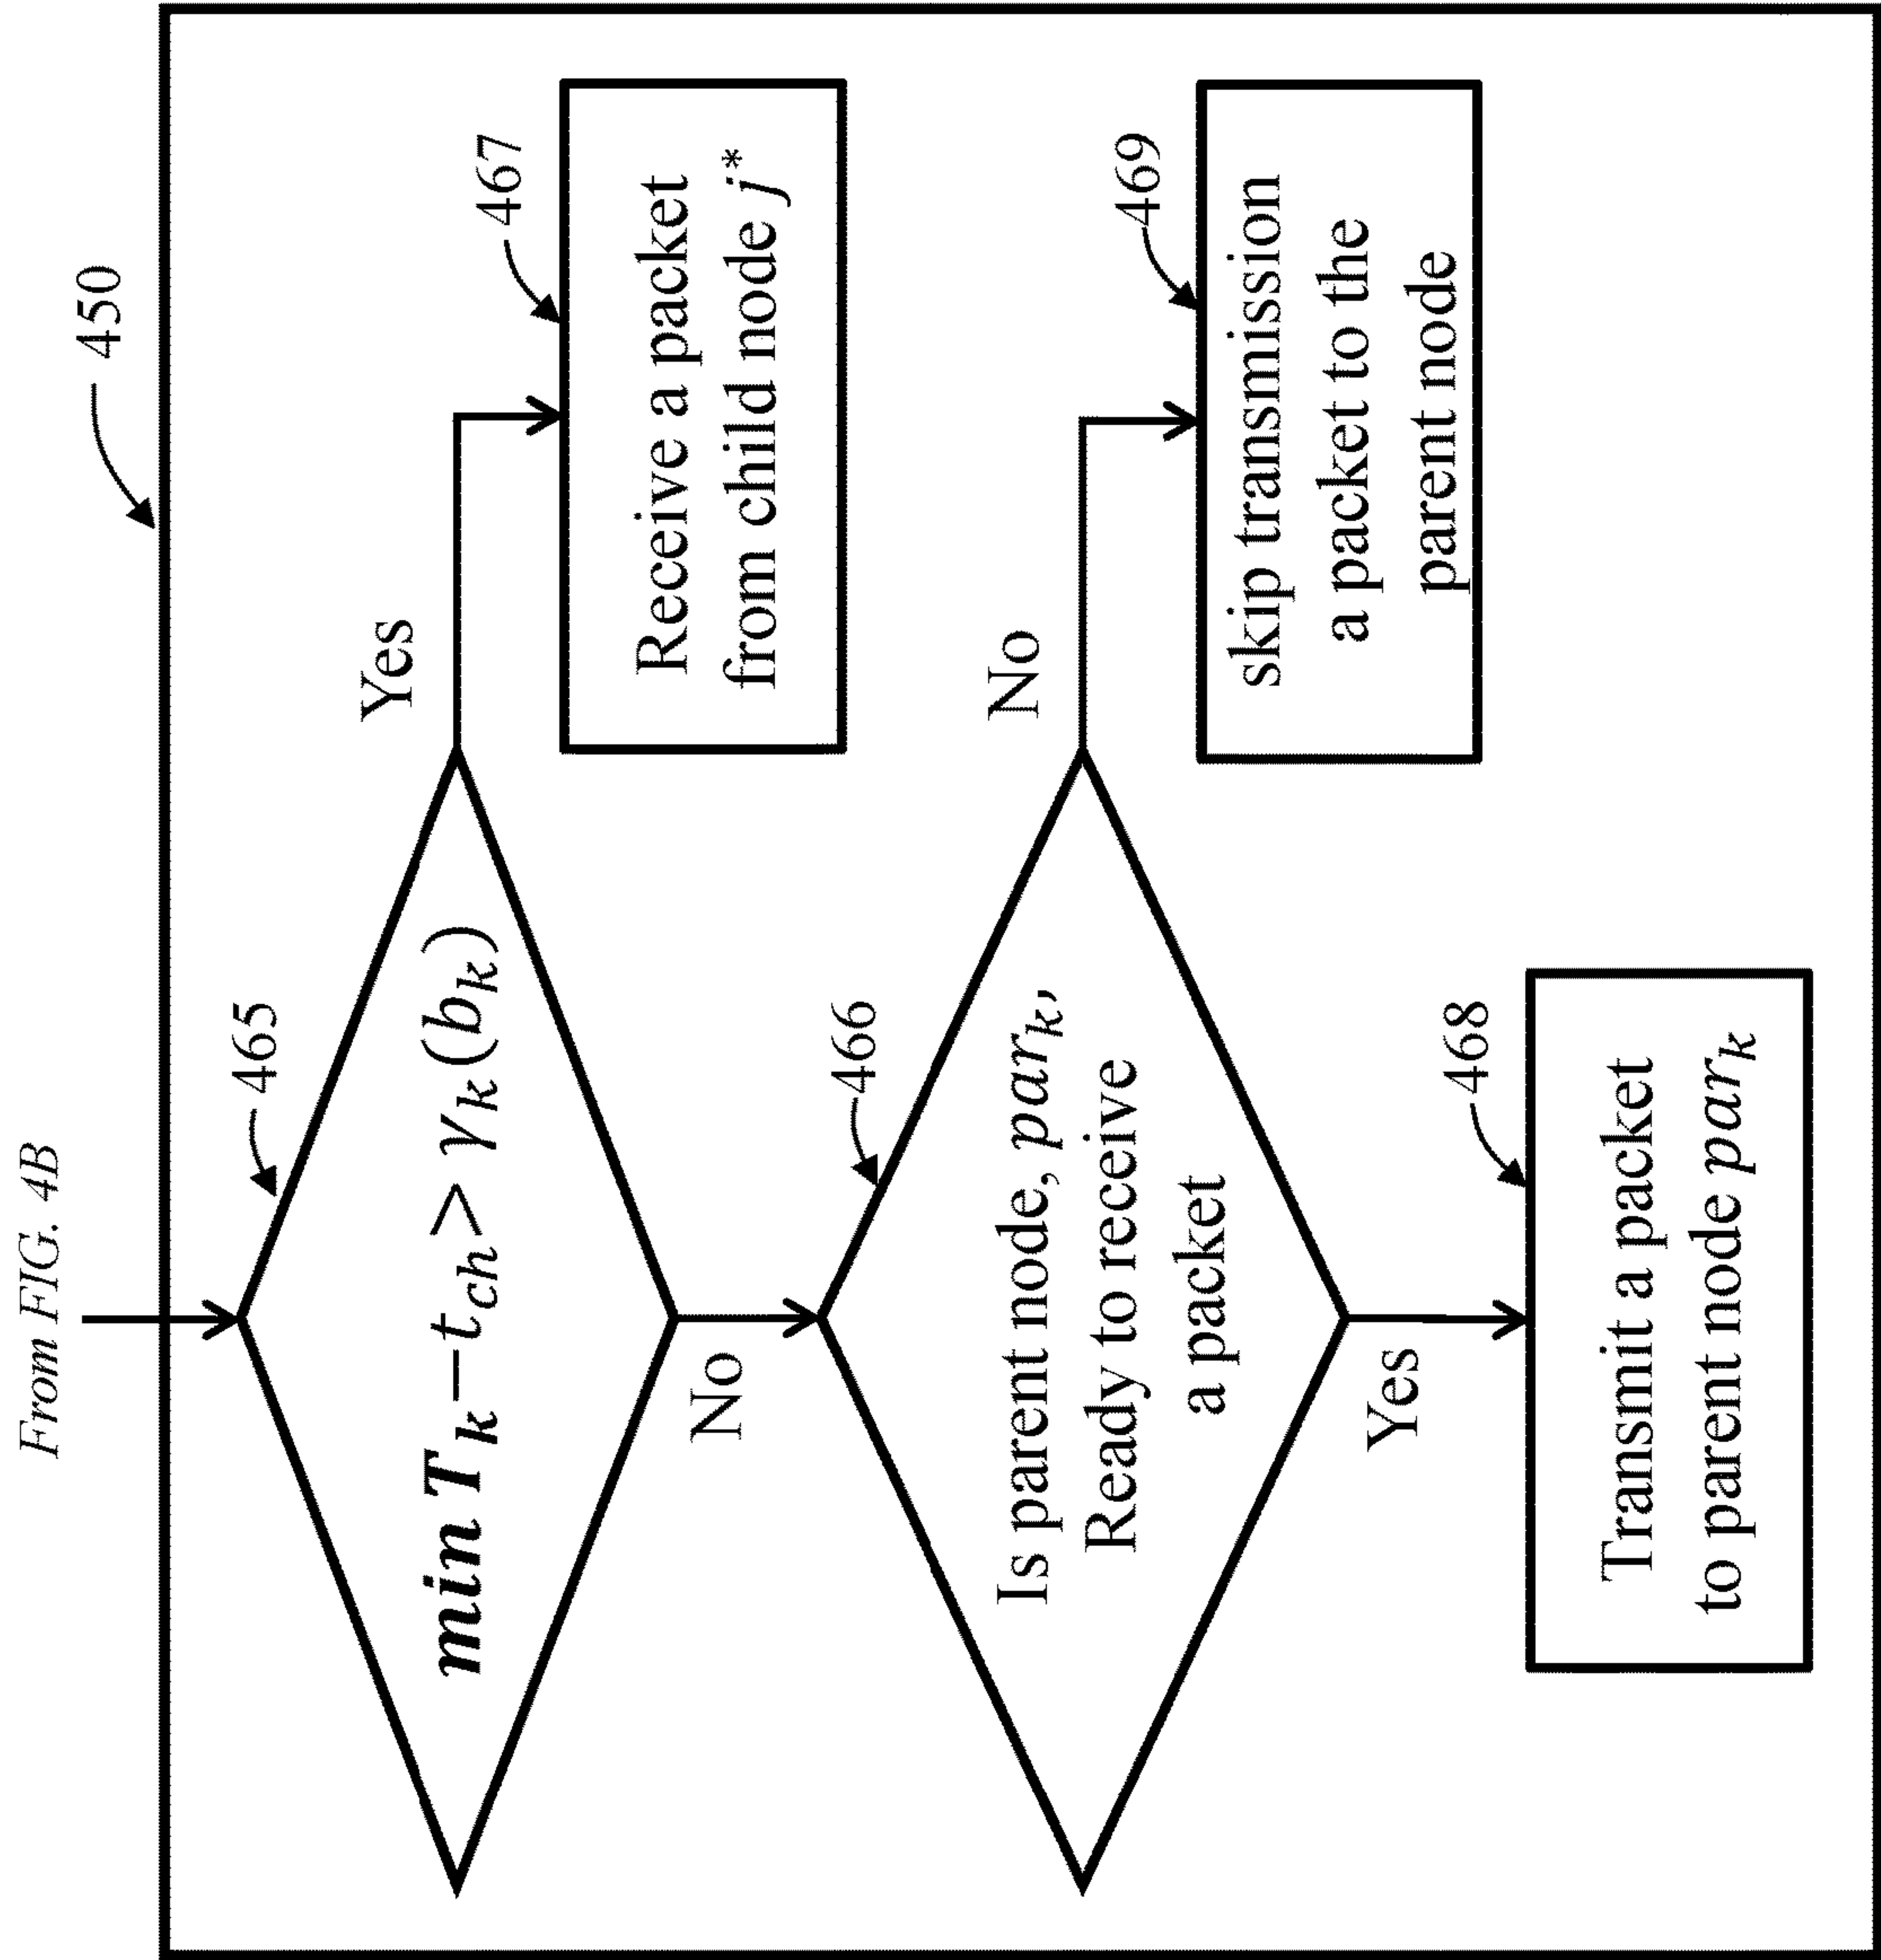 From FIG. 4B
450
465
min T_k − t_ch > γ_k(b_k)
Yes
467
Receive a packet
from child node j*
No
466
Is parent node, par_k,
Ready to receive
a packet
No
469
skip transmission
a packet to the
parent node
Yes
468
Transmit a packet
to parent node par_k